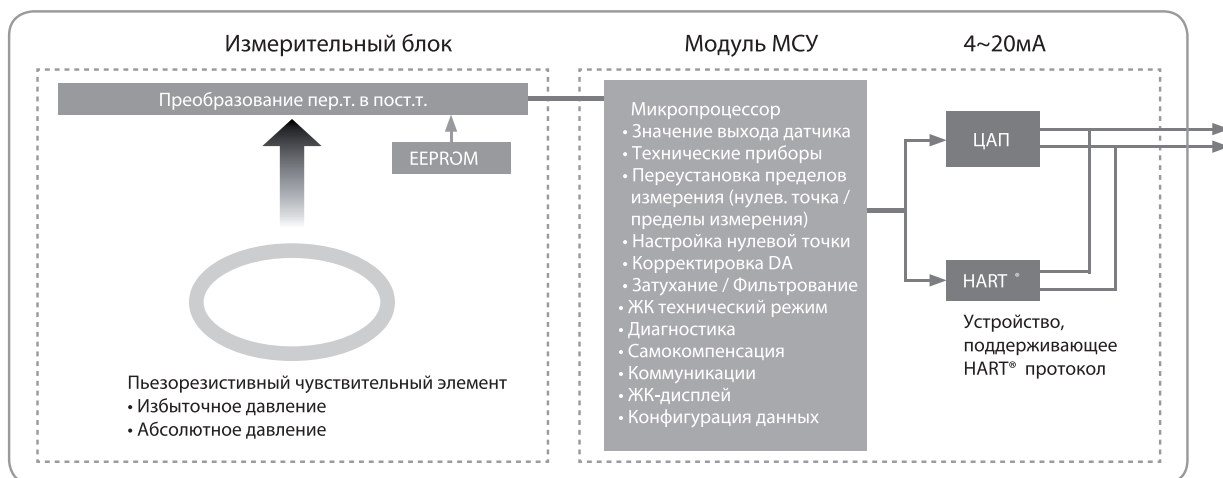 Измерительный блок
Модуль МСУ
4~20мА
Преобразование пер.т. в пост.т.
EEPROM
Пьезорезистивный чувствительный элемент
• Избыточное давление
• Абсолютное давление
Микропроцессор
• Значение выхода датчика
• Технические приборы
• Переустановка пределов
измерения (нулев. точка /
пределы измерения)
• Настройка нулевой точки
• Корректировка DA
• Затухание / Фильтрование
• ЖК технический режим
• Диагностика
• Самокомпенсация
• Коммуникации
• ЖК-дисплей
• Конфигурация данных
ЦАП
HART ®
Устройство,
поддерживающее
HART® протокол